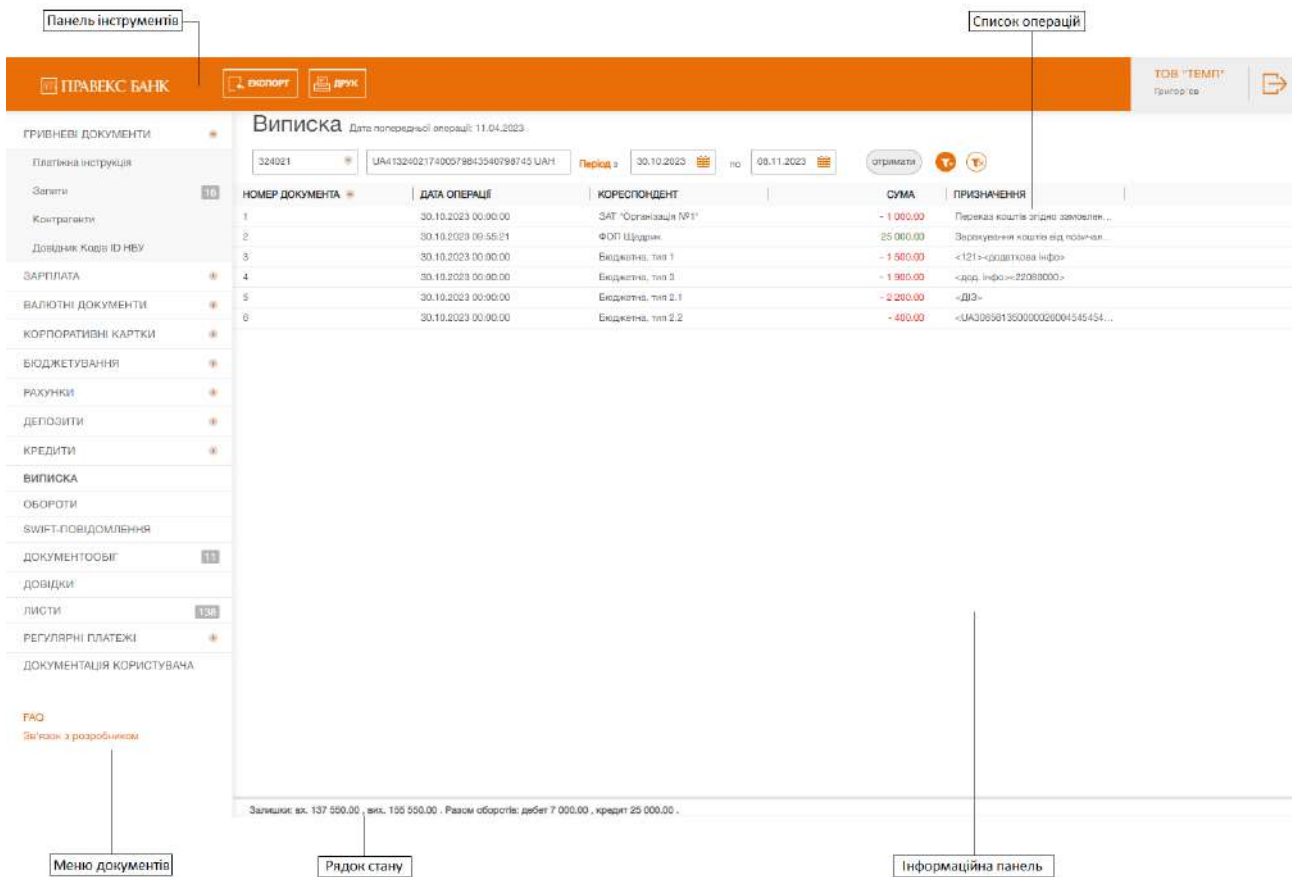 Панель інструментів
Список операцій
ПРАВЕКС БАНК
ЕКСПОРТ
ДРУК
ТОВ "ТЕМП"
Григор'єв
ГРИВНЕВІ ДОКУМЕНТИ
Платіжна інструкція
Запити 16
Контрагенти
Довідник Кодів ID НБУ
ЗАРПЛАТА
ВАЛЮТНІ ДОКУМЕНТИ
КОРПОРАТИВНІ КАРТКИ
БЮДЖЕТУВАННЯ
РАХУНКИ
ДЕПОЗИТИ
КРЕДИТИ
ВИПИСКА
ОБОРОТИ
SWIFT-ПОВІДОМЛЕННЯ
ДОКУМЕНТООБІГ 11
ДОВІДКИ
ЛИСТИ 138
РЕГУЛЯРНІ ПЛАТЕЖІ
ДОКУМЕНТАЦІЯ КОРИСТУВАЧА
FAQ
Зв'язок з розробником
Виписка Дата попередньої операції: 11.04.2023
324021 UA413240217400579843540798745 UAH Період з 30.10.2023 по 08.11.2023 отримати
НОМЕР ДОКУМЕНТА ДАТА ОПЕРАЦІЇ КОРЕСПОНДЕНТ СУМА ПРИЗНАЧЕННЯ
1 30.10.2023 00:00:00 ЗАТ "Організація №1" - 1 000.00 Переказ коштів згідно замовлен...
2 30.10.2023 09:55:21 ФОП Щедрин 25 000.00 Зарахування коштів від позичал...
3 30.10.2023 00:00:00 Бюджетна, тип 1 - 1 500.00 <121><додаткова інфо>
4 30.10.2023 00:00:00 Бюджетна, тип 3 - 1 900.00 <дод. інфо><22080000>
5 30.10.2023 00:00:00 Бюджетна, тип 2.1 - 2 200.00 <ДІЗ>
6 30.10.2023 00:00:00 Бюджетна, тип 2.2 - 400.00
Залишки: вх. 137 550.00 , вих. 155 550.00 . Разом оборотів: дебет 7 000.00 , кредит 25 000.00 .
Меню документів
Рядок стану
Інформаційна панель